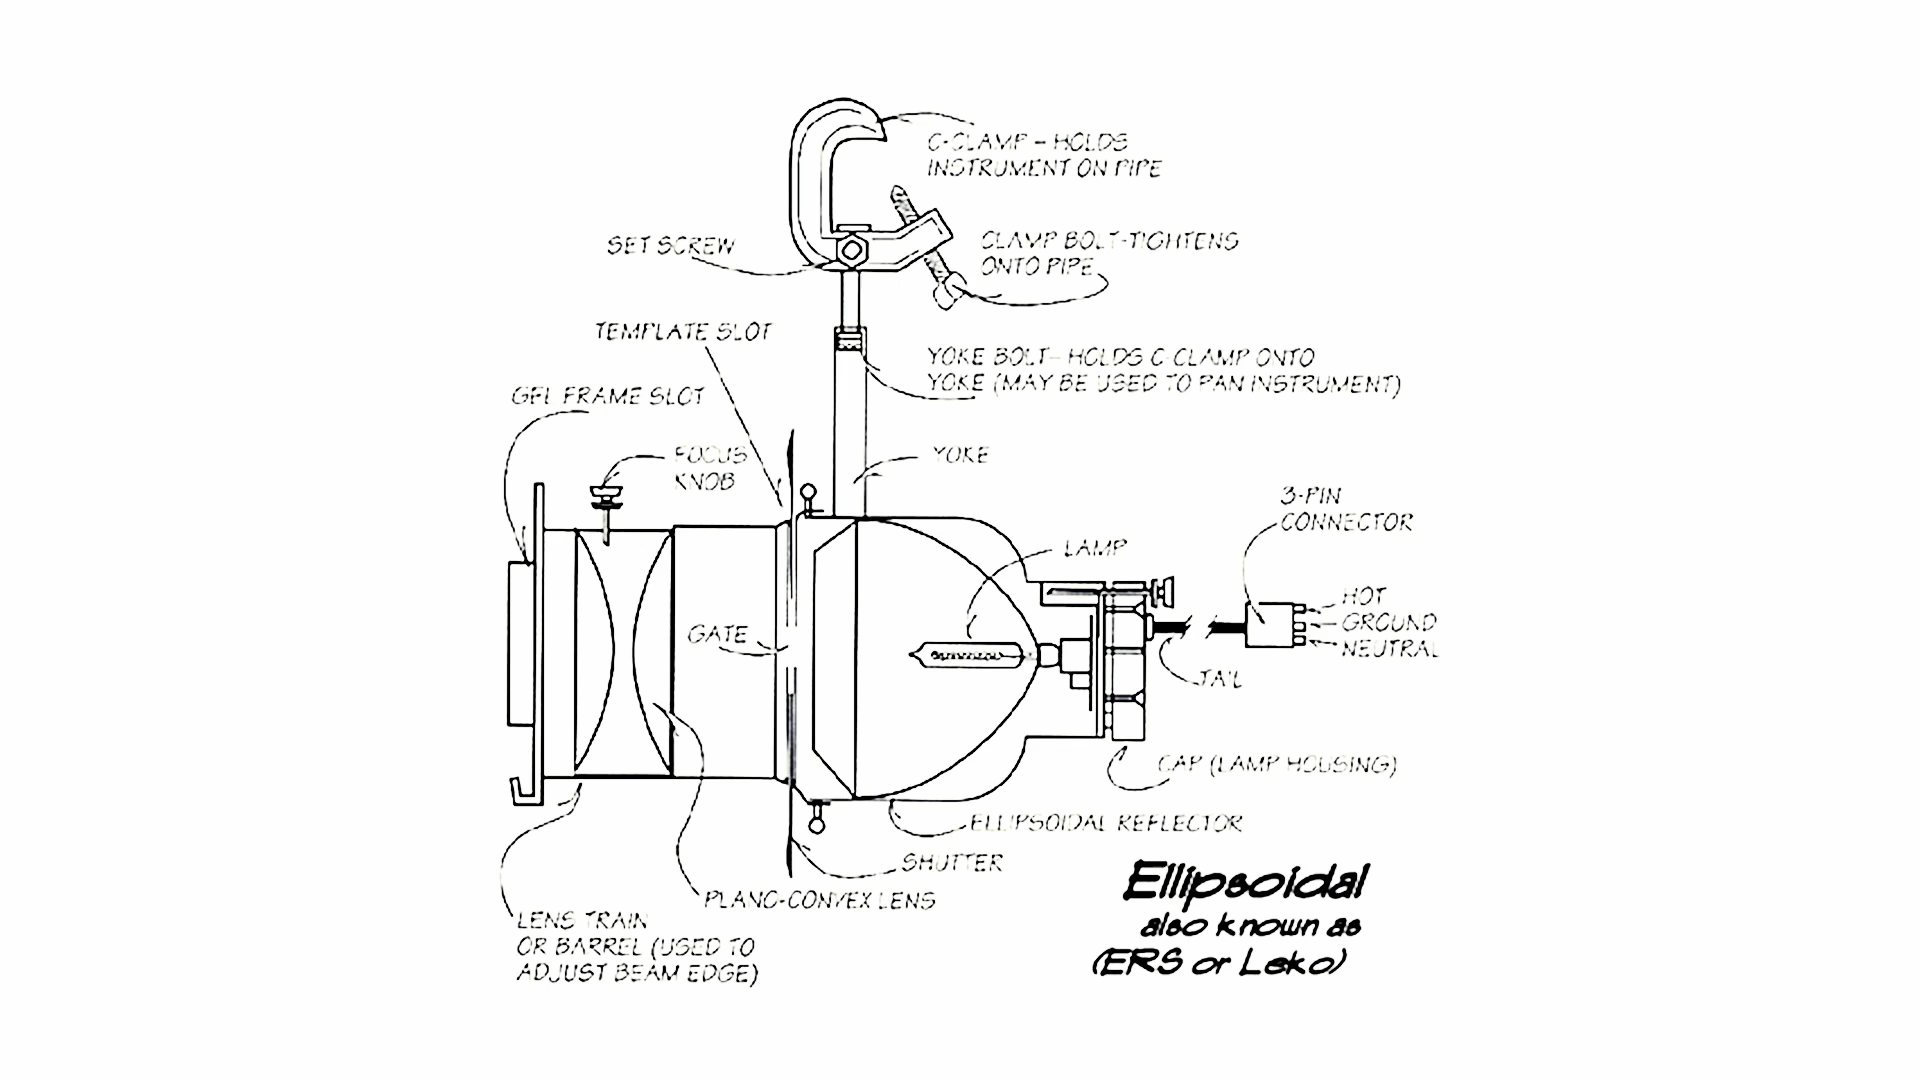 C-CLAMP – HOLDS
INSTRUMENT ON PIPE
SET SCREW
CLAMP BOLT-TIGHTENS
ONTO PIPE
TEMPLATE SLOT
YOKE BOLT– HOLDS C-CLAMP ONTO
YOKE (MAY BE USED TO PAN INSTRUMENT)
GEL FRAME SLOT
FOCUS
KNOB
YOKE
3-PIN
CONNECTOR
LAMP
HOT
GROUND
NEUTRAL
GATE
TAIL
CAP (LAMP HOUSING)
ELLIPSOIDAL REFLECTOR
SHUTTER
PLANO-CONVEX LENS
LENS TRAIN
OR BARREL (USED TO
ADJUST BEAM EDGE)
Ellipsoidal
also known as
(ERS or Leko)